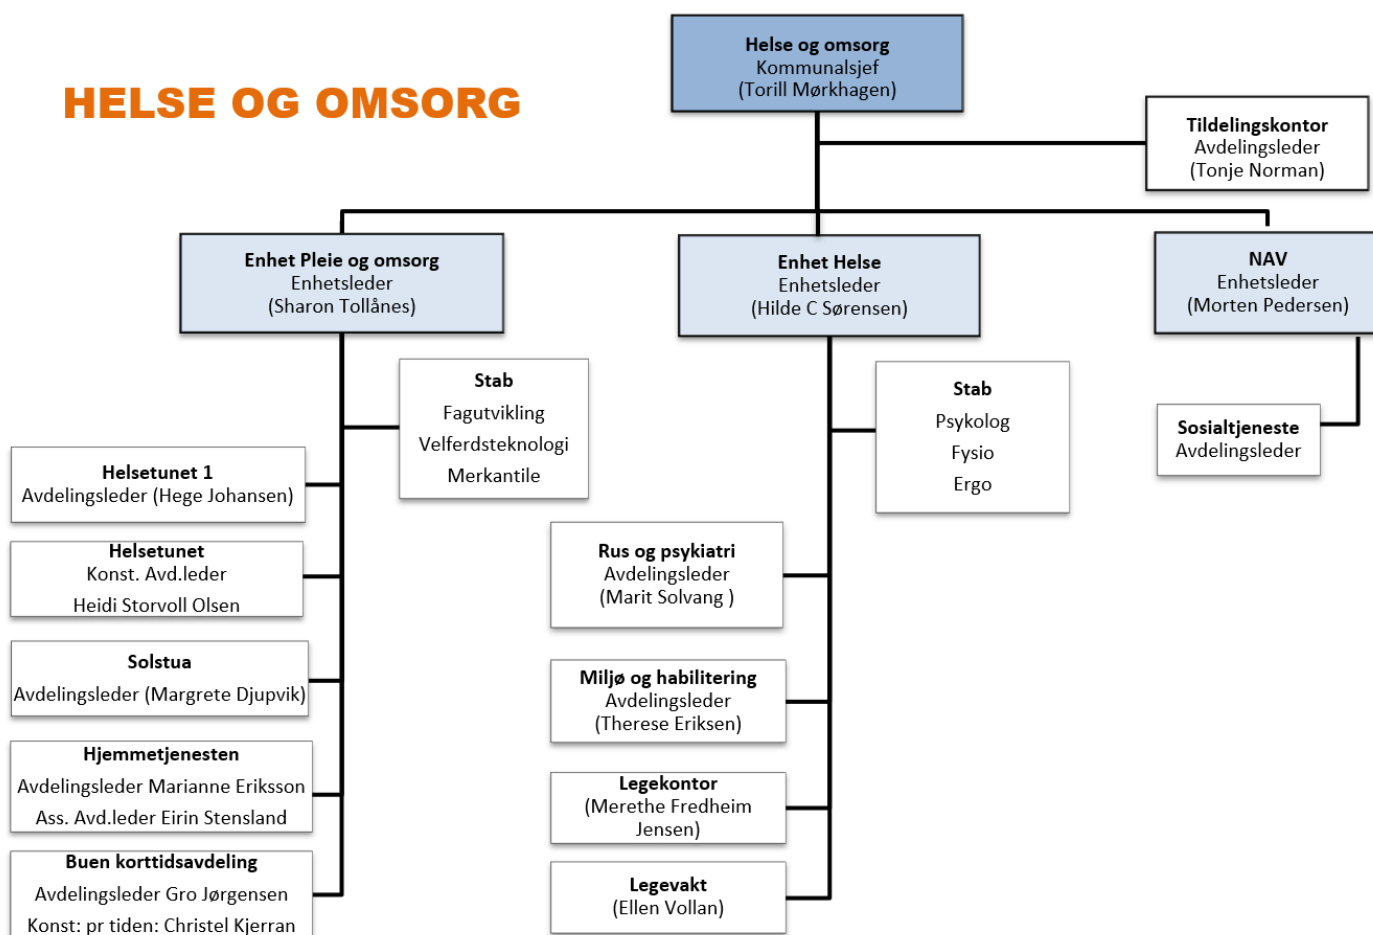 HELSE OG OMSORG
Helse og omsorg
Kommunalsjef
(Torill Mørkhagen)
Tildelingskontor
Avdelingsleder
(Tonje Norman)
Enhet Pleie og omsorg
Enhetsleder
(Sharon Tollånes)
Enhet Helse
Enhetsleder
(Hilde C Sørensen)
NAV
Enhetsleder
(Morten Pedersen)
Stab
Fagutvikling
Velferdsteknologi
Merkantile
Helsetunet 1
Avdelingsleder (Hege Johansen)
Helsetunet
Konst. Avd.leder
Heidi Storvoll Olsen
Solstua
Avdelingsleder (Margrete Djupvik)
Hjemmetjenesten
Avdelingsleder Marianne Eriksson
Ass. Avd.leder Eirin Stensland
Buen korttidsavdeling
Avdelingsleder Gro Jørgensen
Konst: pr tiden: Christel Kjerran
Stab
Psykolog
Fysio
Ergo
Rus og psykiatri
Avdelingsleder
(Marit Solvang )
Miljø og habilitering
Avdelingsleder
(Therese Eriksen)
Legekontor
(Merethe Fredheim
Jensen)
Legevakt
(Ellen Vollan)
Sosialtjeneste
Avdelingsleder